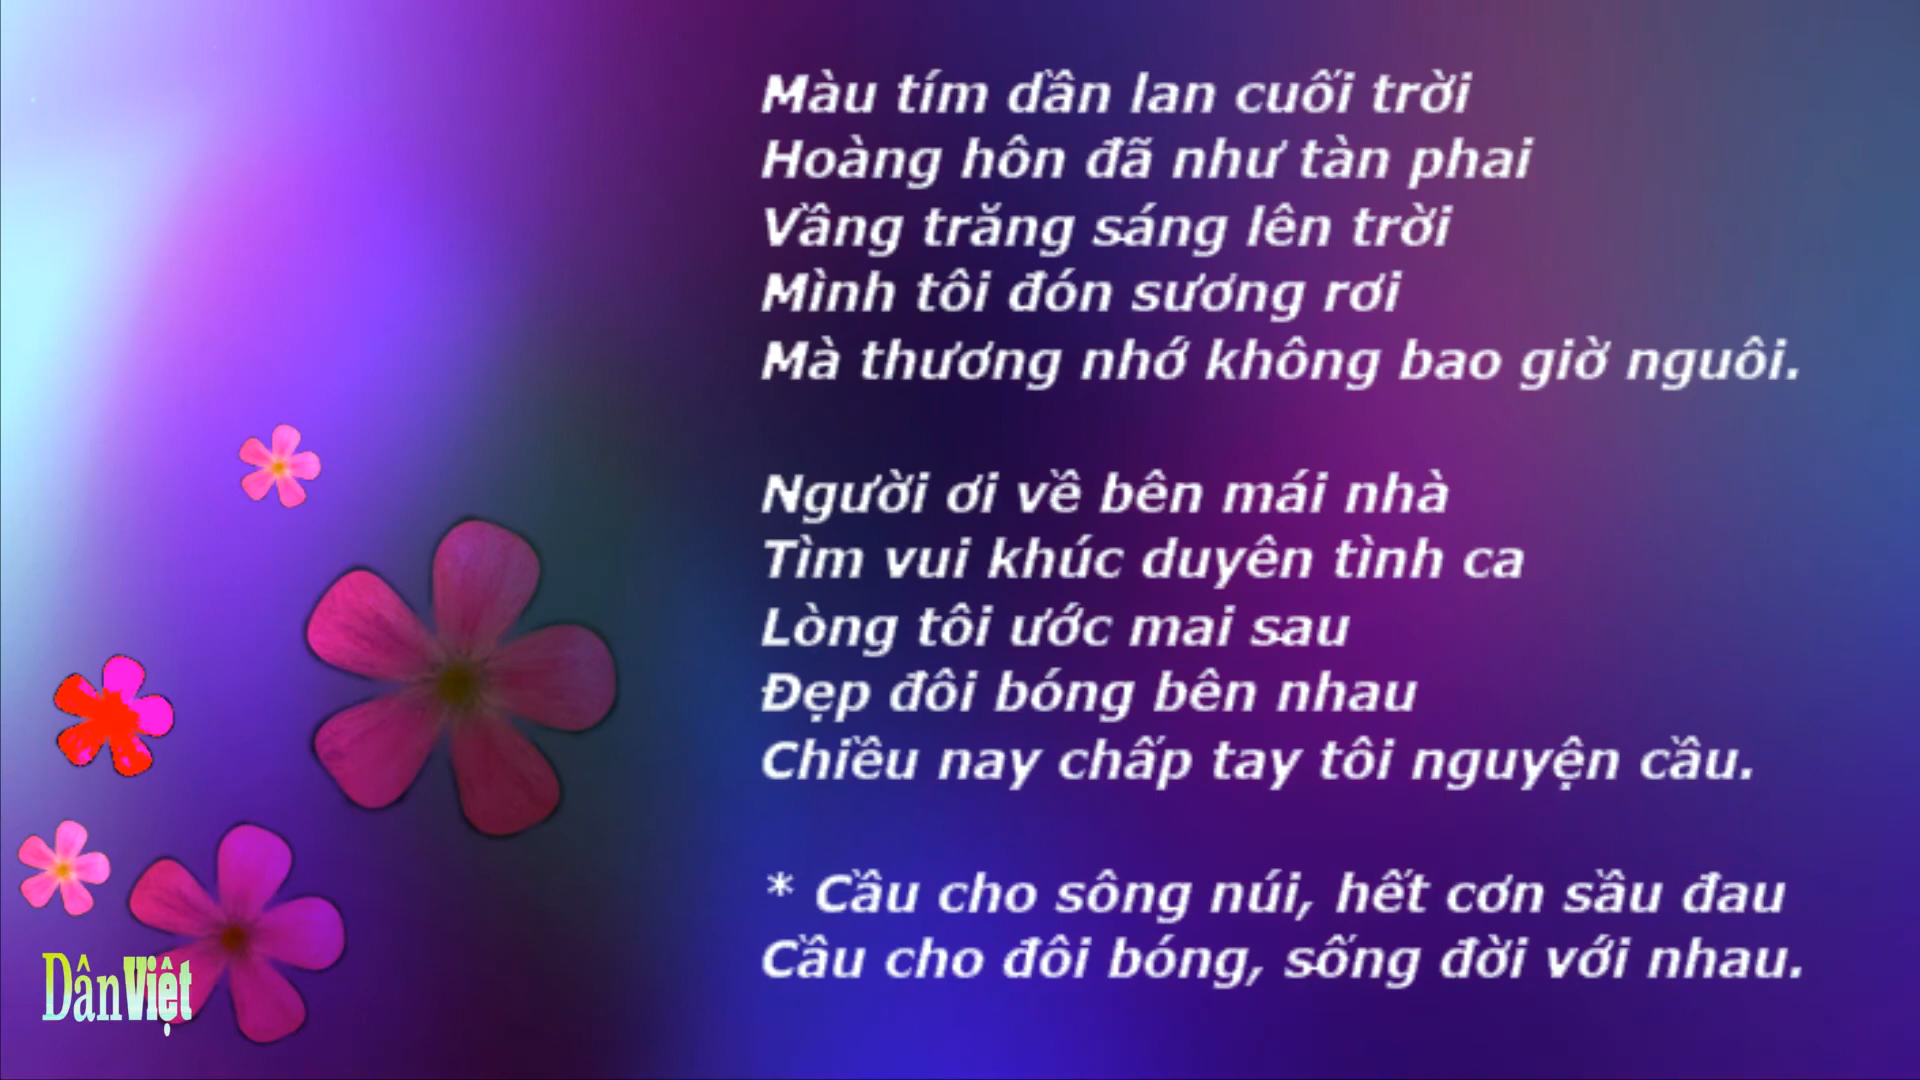 Màu tím dần lan cuối trời
Hoàng hôn đã như tàn phai
Vầng trăng sáng lên trời
Mình tôi đón sương rơi
Mà thương nhớ không bao giờ nguôi.
Người ơi về bên mái nhà
Tìm vui khúc duyên tình ca
Lòng tôi ước mai sau
Đẹp đôi bóng bên nhau
Chiều nay chấp tay tôi nguyện cầu.
* Cầu cho sông núi, hết cơn sầu đau
Cầu cho đôi bóng, sống đời với nhau.
DânViệt